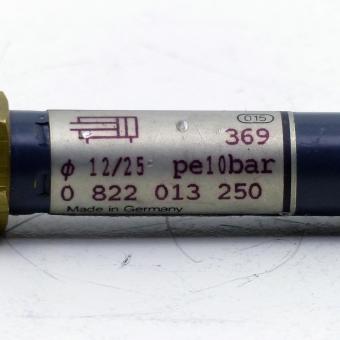 015
369
ϕ 12/25 pe10bar
0 822 013 250
Made in Germany